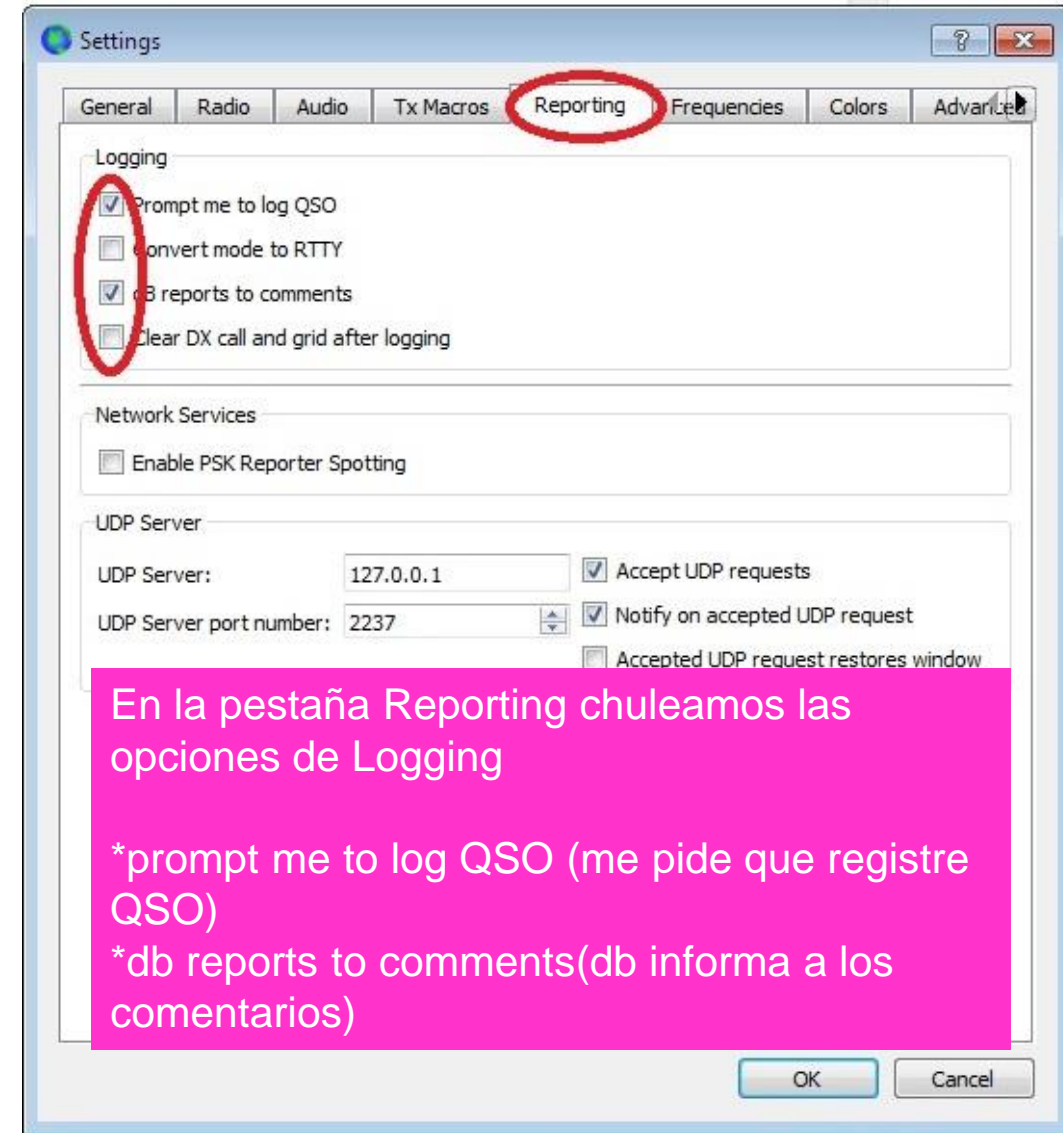 Settings
General Radio Audio Tx Macros Reporting Frequencies Colors Advanced
Logging
Prompt me to log QSO
Convert mode to RTTY
dB reports to comments
Clear DX call and grid after logging
Network Services
Enable PSK Reporter Spotting
UDP Server
UDP Server: 127.0.0.1 Accept UDP requests
UDP Server port number: 2237 Notify on accepted UDP request
Accepted UDP request restores window
En la pestaña Reporting chuleamos las
opciones de Logging
*prompt me to log QSO (me pide que registre
QSO)
*db reports to comments(db informa a los
comentarios)
OK Cancel